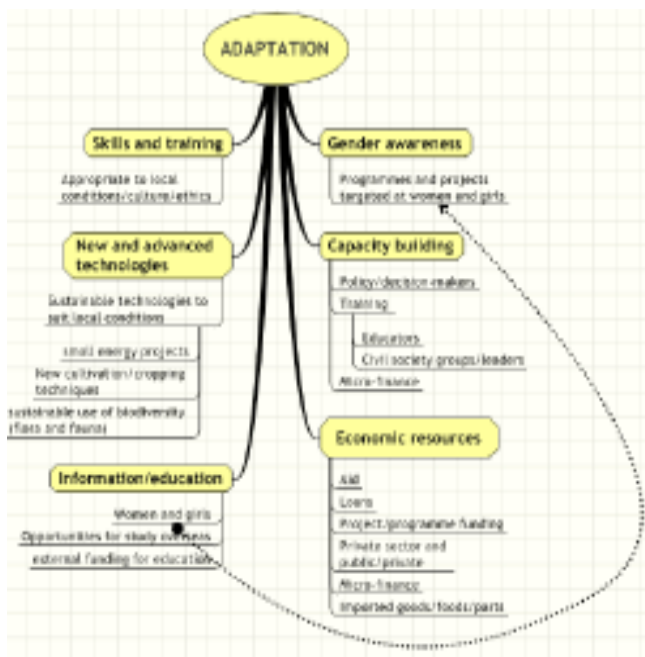 ADAPTATION
Skills and training
Appropriate to local
conditions/culture/ethics
New and advanced
technologies
Sustainable technologies to
suit local conditions
small energy projects
New cultivation/cropping
techniques
sustainable use of biodiversity
(flora and fauna)
Information/education
Women and girls
Opportunities for study overseas
external funding for education
Gender awareness
Programmes and projects
targeted at women and girls
Capacity building
Policy/decision-makers
Training
Educators
Civil society groups/leaders
Micro-finance
Economic resources
Aid
Loans
Project/programme funding
Private sector and
public/private
Micro-finance
Imported goods/foods/parts